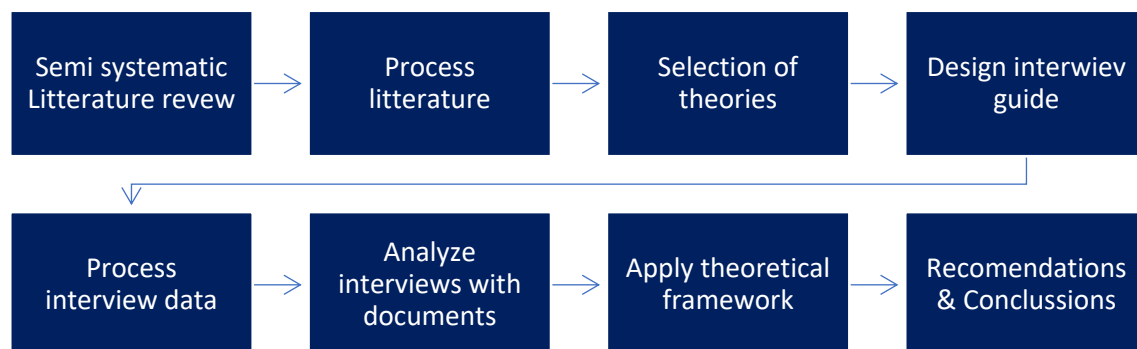 Semi systematic
Litterature revew
Process
litterature
Selection of
theories
Design interwiev
guide
Process
interview data
Analyze
interviews with
documents
Apply theoretical
framework
Recomendations
& Conclussions